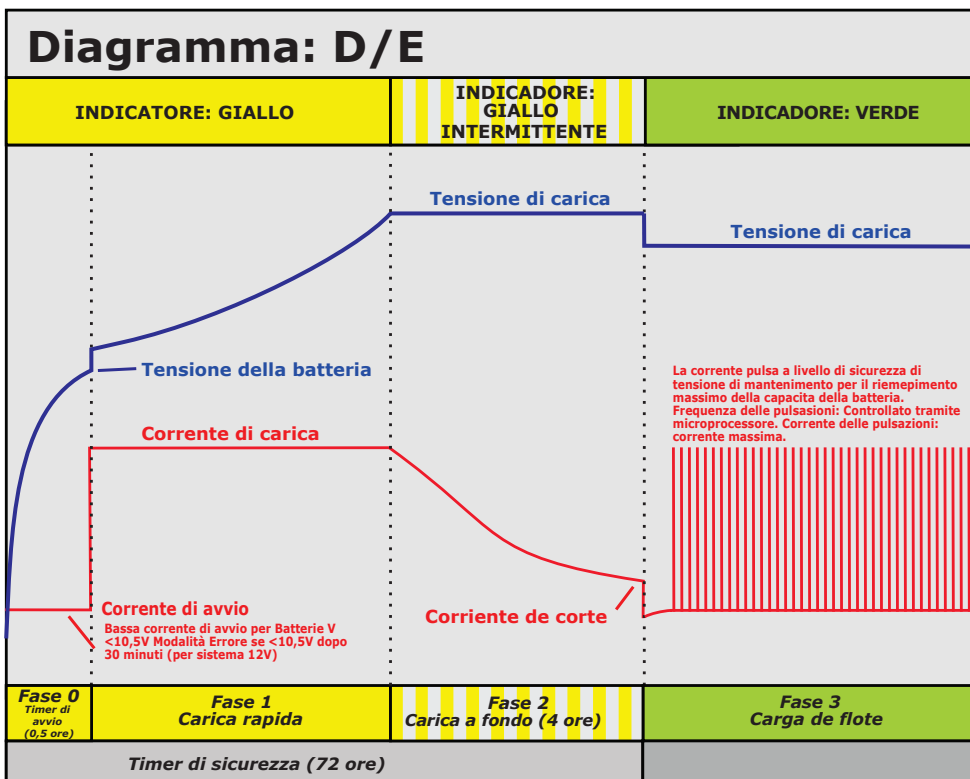 Diagramma: D/E
INDICATORE: GIALLO
INDICADORE:
GIALLO
INTERMITTENTE
INDICADORE: VERDE
Tensione di carica
Tensione di carica
Tensione della batteria
La corrente pulsa a livello di sicurezza di
tensione di mantenimento per il riemepimento
massimo della capacita della batteria.
Frequenza delle pulsasioni: Controllato tramite
microprocessore. Corrente delle pulsazioni:
corrente massima.
Corrente di carica
Corrente di avvio
Bassa corrente di avvio per Batterie V
<10,5V Modalità Errore se <10,5V dopo
30 minuti (per sistema 12V)
Corriente de corte
Fase 0
Timer di
avvio
(0,5 ore)
Fase 1
Carica rapida
Fase 2
Carica a fondo (4 ore)
Fase 3
Carga de flote
Timer di sicurezza (72 ore)